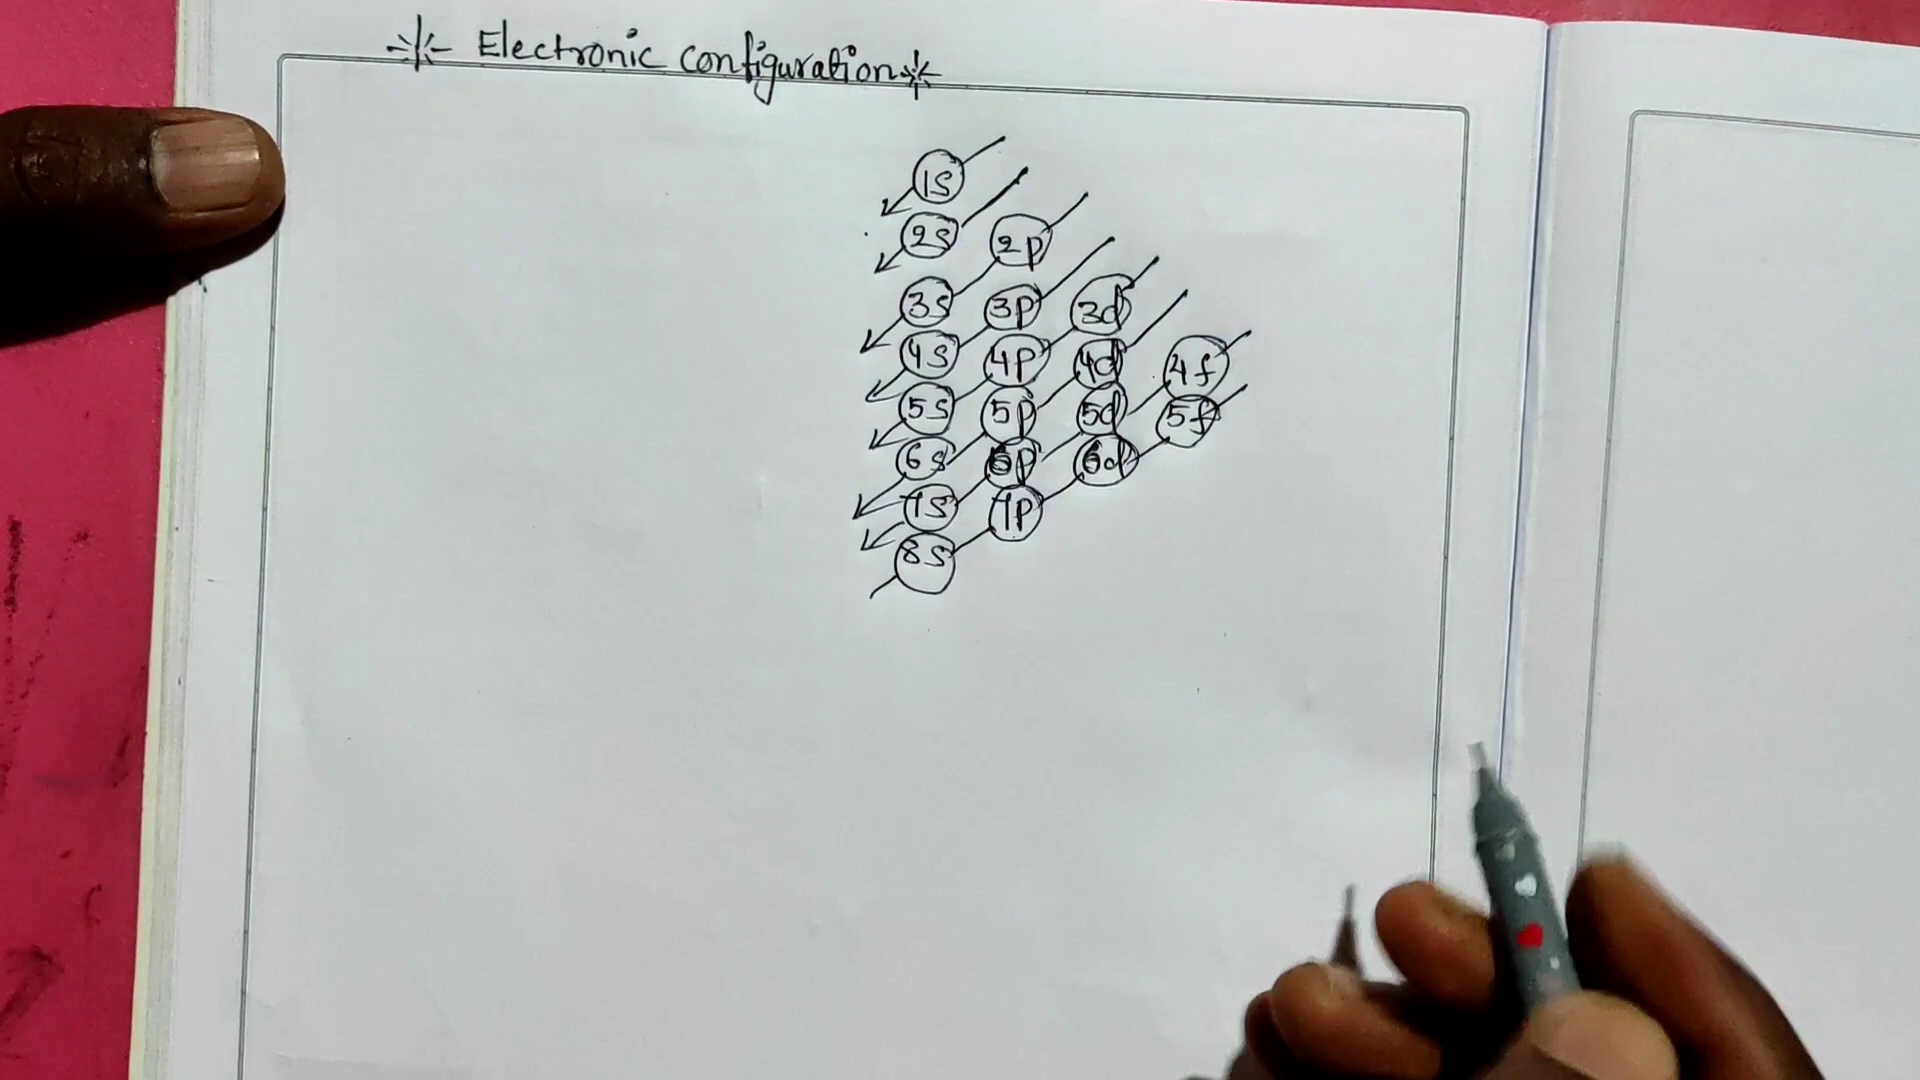 Electronic configuration
1s
2s 2p
3s 3p 3d
4s 4p 4d 4f
5s 5p 5d 5f
6s 6p 6d
7s 7p
8s